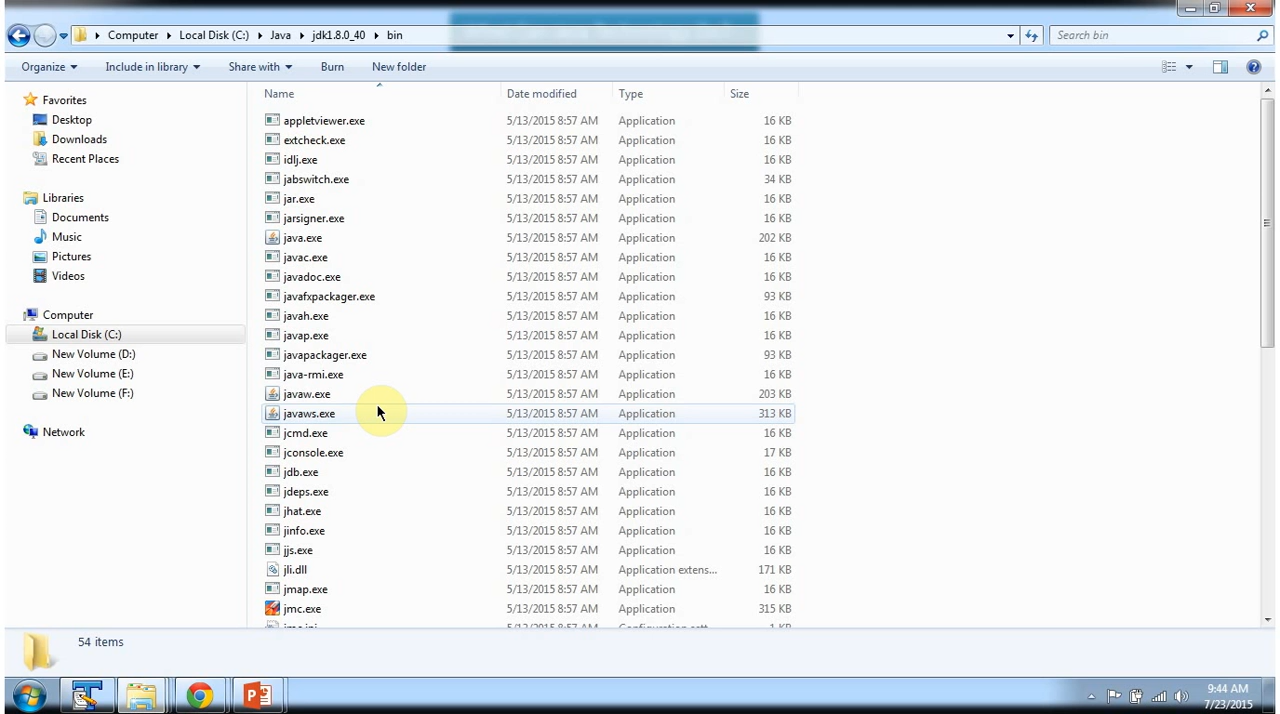 Computer ▸ Local Disk (C:) ▸ Java ▸ jdk1.8.0_40 ▸ bin
Search bin
Organize Include in library Share with Burn New folder
Name Date modified Type Size
Favorites
Desktop
Downloads
Recent Places
Libraries
Documents
Music
Pictures
Videos
Computer
Local Disk (C:)
New Volume (D:)
New Volume (E:)
New Volume (F:)
Network
appletviewer.exe 5/13/2015 8:57 AM Application 16 KB
extcheck.exe 5/13/2015 8:57 AM Application 16 KB
idlj.exe 5/13/2015 8:57 AM Application 16 KB
jabswitch.exe 5/13/2015 8:57 AM Application 34 KB
jar.exe 5/13/2015 8:57 AM Application 16 KB
jarsigner.exe 5/13/2015 8:57 AM Application 16 KB
java.exe 5/13/2015 8:57 AM Application 202 KB
javac.exe 5/13/2015 8:57 AM Application 16 KB
javadoc.exe 5/13/2015 8:57 AM Application 16 KB
javafxpackager.exe 5/13/2015 8:57 AM Application 93 KB
javah.exe 5/13/2015 8:57 AM Application 16 KB
javap.exe 5/13/2015 8:57 AM Application 16 KB
javapackager.exe 5/13/2015 8:57 AM Application 93 KB
java-rmi.exe 5/13/2015 8:57 AM Application 16 KB
javaw.exe 5/13/2015 8:57 AM Application 203 KB
javaws.exe 5/13/2015 8:57 AM Application 313 KB
jcmd.exe 5/13/2015 8:57 AM Application 16 KB
jconsole.exe 5/13/2015 8:57 AM Application 17 KB
jdb.exe 5/13/2015 8:57 AM Application 16 KB
jdeps.exe 5/13/2015 8:57 AM Application 16 KB
jhat.exe 5/13/2015 8:57 AM Application 16 KB
jinfo.exe 5/13/2015 8:57 AM Application 16 KB
jjs.exe 5/13/2015 8:57 AM Application 16 KB
jli.dll 5/13/2015 8:57 AM Application extens... 171 KB
jmap.exe 5/13/2015 8:57 AM Application 16 KB
jmc.exe 5/13/2015 8:57 AM Application 315 KB
54 items
9:44 AM
7/23/2015